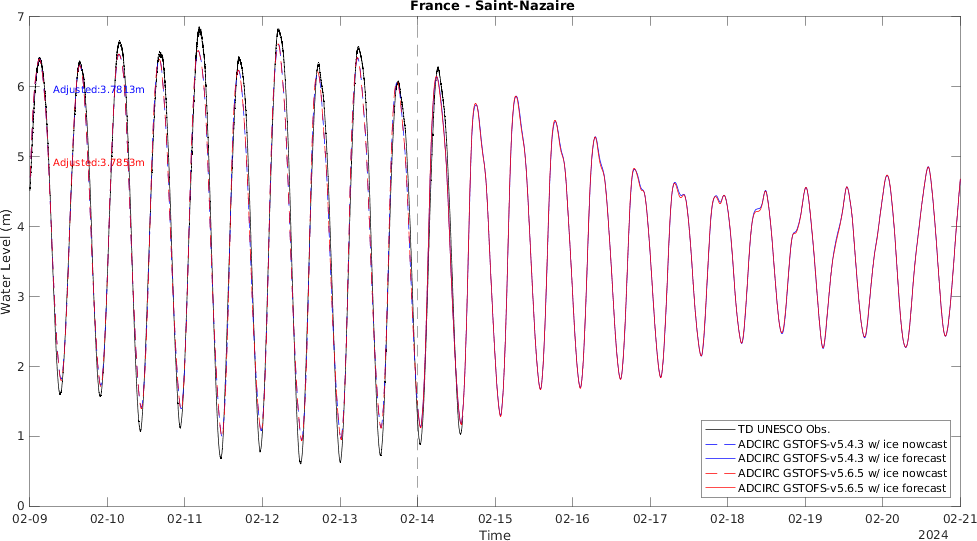 France - Saint-Nazaire
7
6
5
4
3
2
1
0
Water Level (m)
Adjusted:3.7813m
Adjusted:3.7853m
TD UNESCO Obs.
ADCIRC GSTOFS-v5.4.3 w/ ice nowcast
ADCIRC GSTOFS-v5.4.3 w/ ice forecast
ADCIRC GSTOFS-v5.6.5 w/ ice nowcast
ADCIRC GSTOFS-v5.6.5 w/ ice forecast
02-09 02-10 02-11 02-12 02-13 02-14 02-15 02-16 02-17 02-18 02-19 02-20 02-21
Time
2024